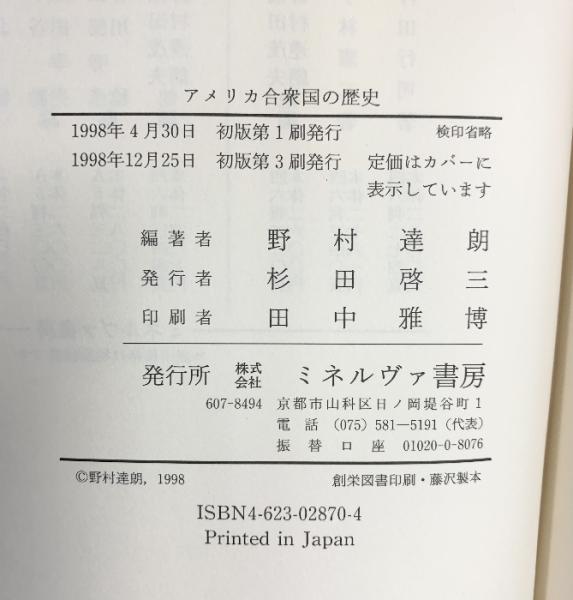 アメリカ合衆国の歴史
1998年4月30日 初版第1刷発行 検印省略
1998年12月25日 初版第3刷発行 定価はカバーに
表示しています
編著者 野村達朗
発行者 杉田啓三
印刷者 田中雅博
発行所 株式会社 ミネルヴァ書房
607-8494 京都市山科区日ノ岡堤谷町1
電話 (075) 581―5191 (代表)
振替口座 01020-0-8076
©野村達朗, 1998 創栄図書印刷・藤沢製本
ISBN4-623-02870-4
Printed in Japan